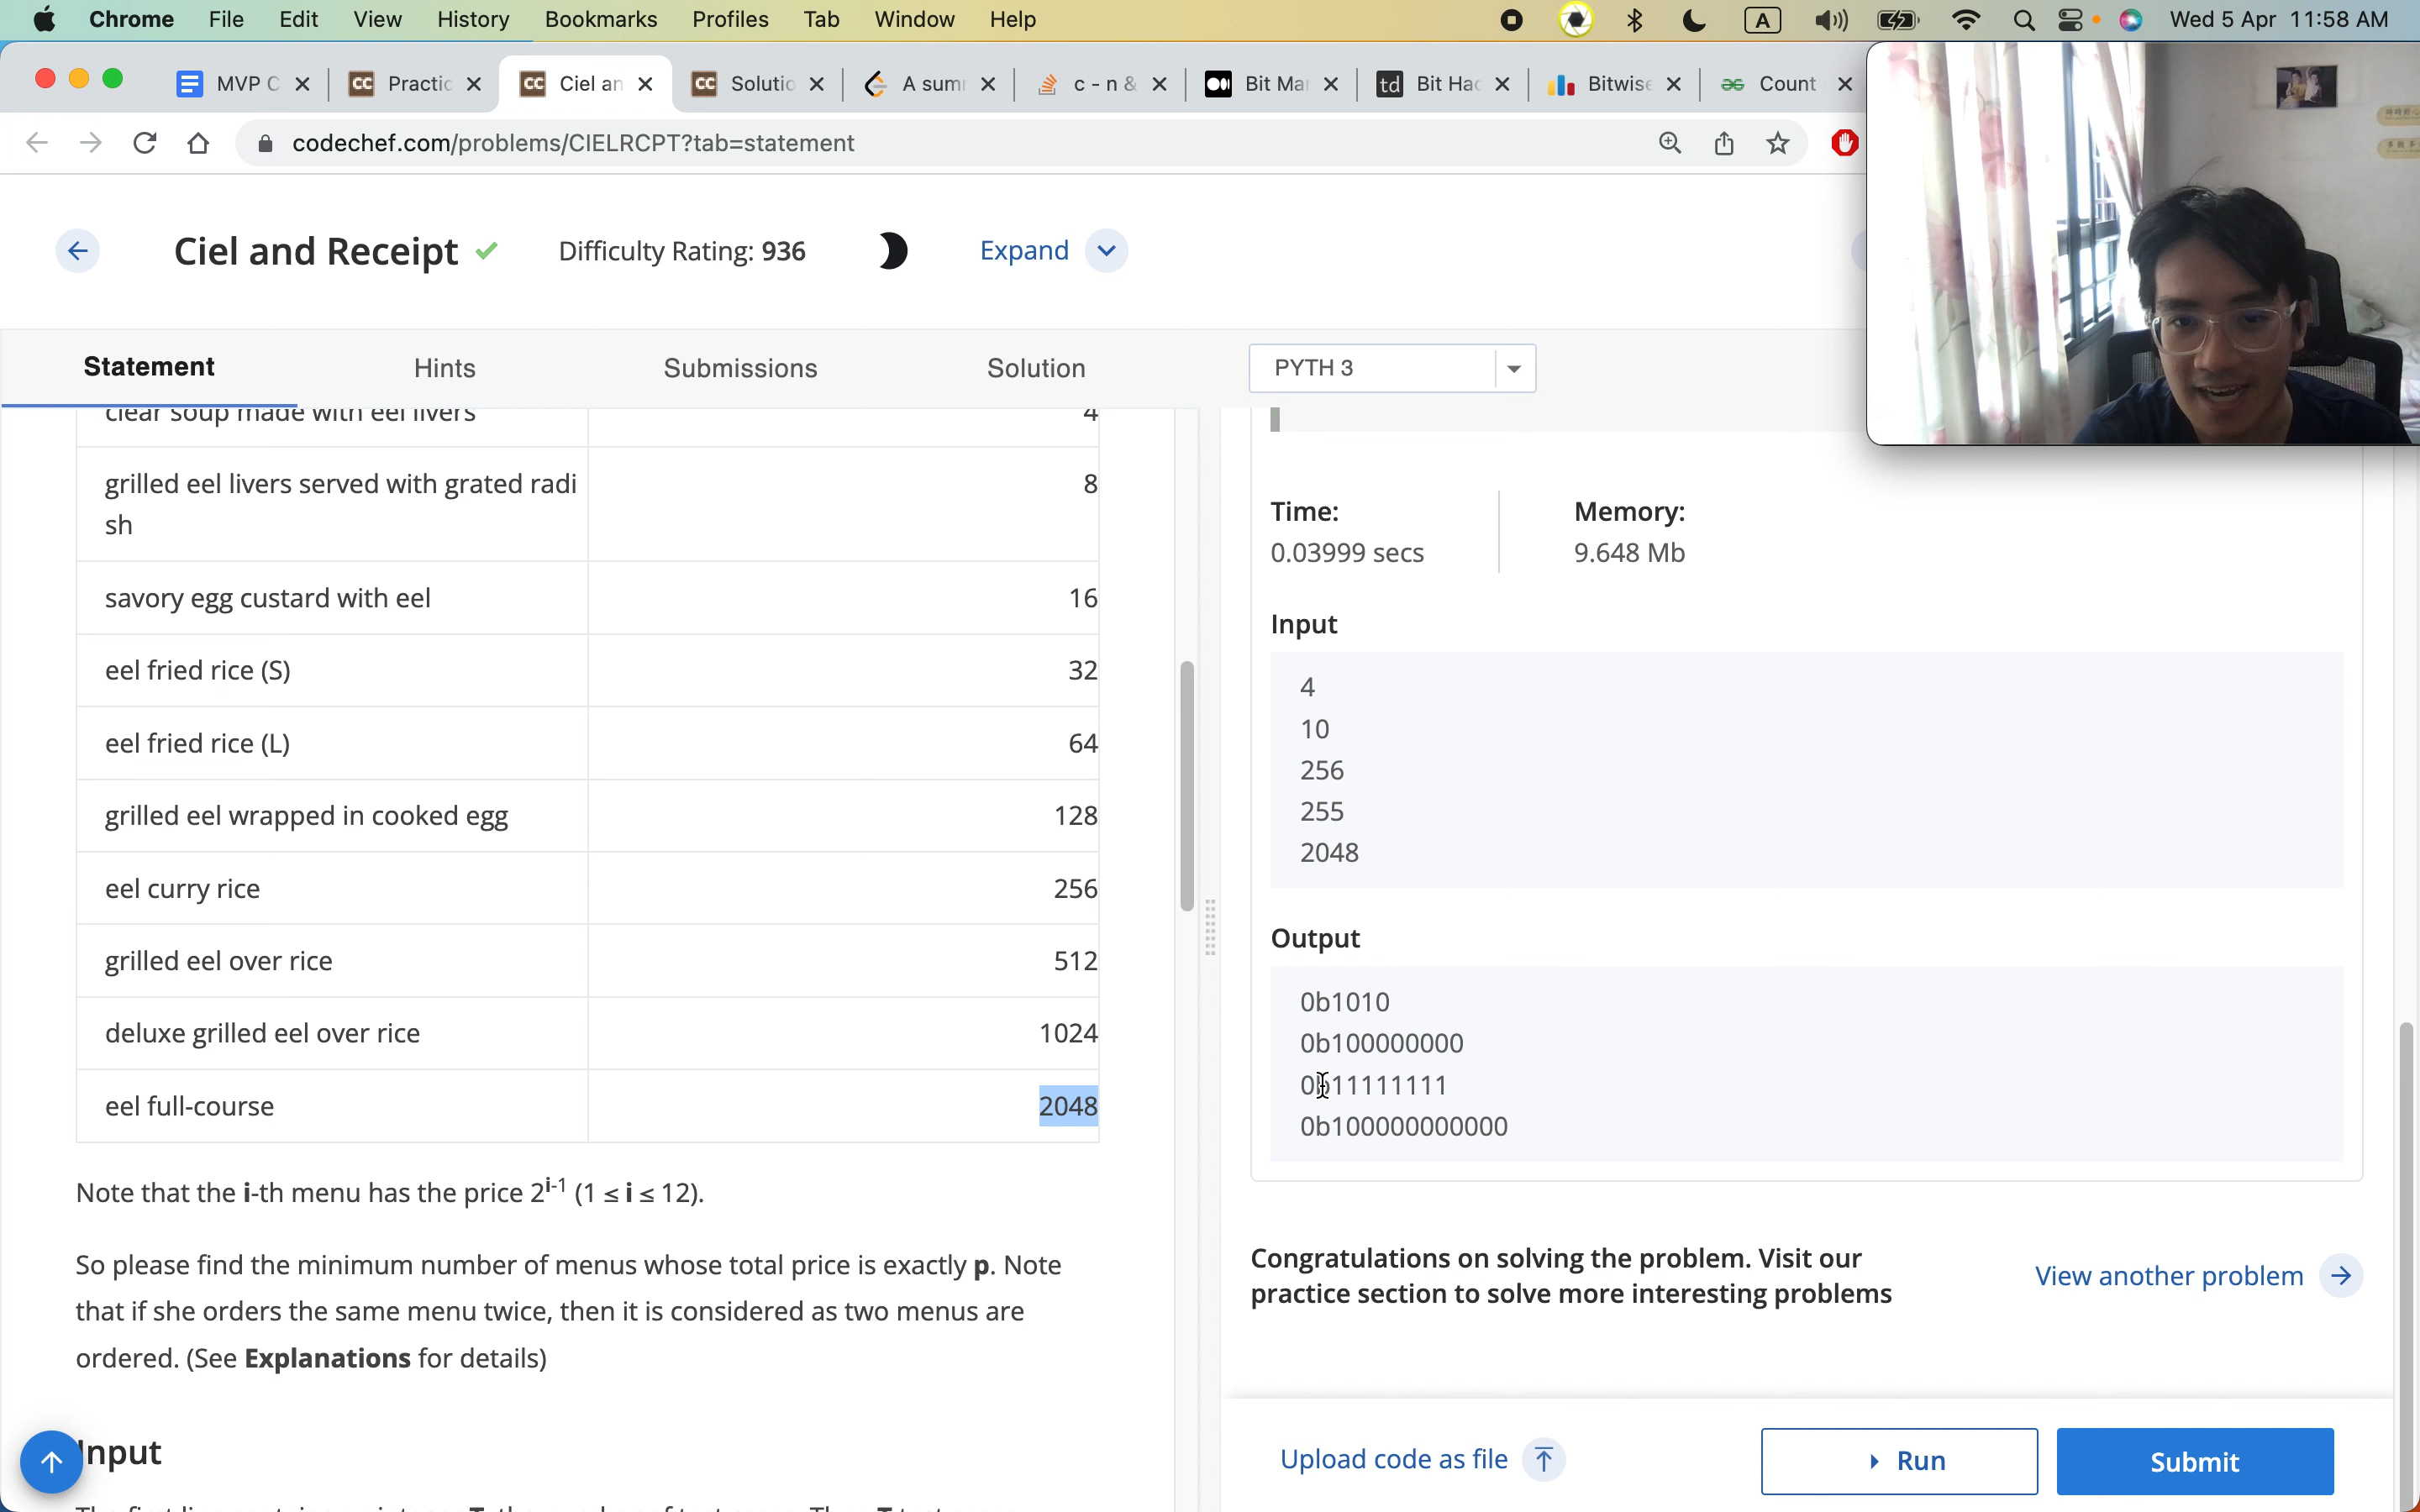 Chrome File Edit View History Bookmarks Profiles Tab Window Help A Wed 5 Apr 11:58 AM
MVP C CC Practic CC Ciel an CC Solutio A sum c - n & Bit Ma td Bit Hac Bitwise Count
codechef.com/problems/CIELRCPT?tab=statement
Ciel and Receipt Difficulty Rating: 936 Expand
Statement Hints Submissions Solution PYTH 3
clear soup made with eel livers 4
grilled eel livers served with grated radi 8
sh
savory egg custard with eel 16
eel fried rice (S) 32
eel fried rice (L) 64
grilled eel wrapped in cooked egg 128
eel curry rice 256
grilled eel over rice 512
deluxe grilled eel over rice 1024
eel full-course 2048
Note that the i-th menu has the price 2^i-1 (1 ≤ i ≤ 12).
So please find the minimum number of menus whose total price is exactly p. Note
that if she orders the same menu twice, then it is considered as two menus are
ordered. (See Explanations for details)
Input
Time: Memory:
0.03999 secs 9.648 Mb
Input
4
10
256
255
2048
Output
0b1010
0b100000000
0b11111111
0b100000000000
Congratulations on solving the problem. Visit our
practice section to solve more interesting problems
View another problem
Upload code as file Run Submit